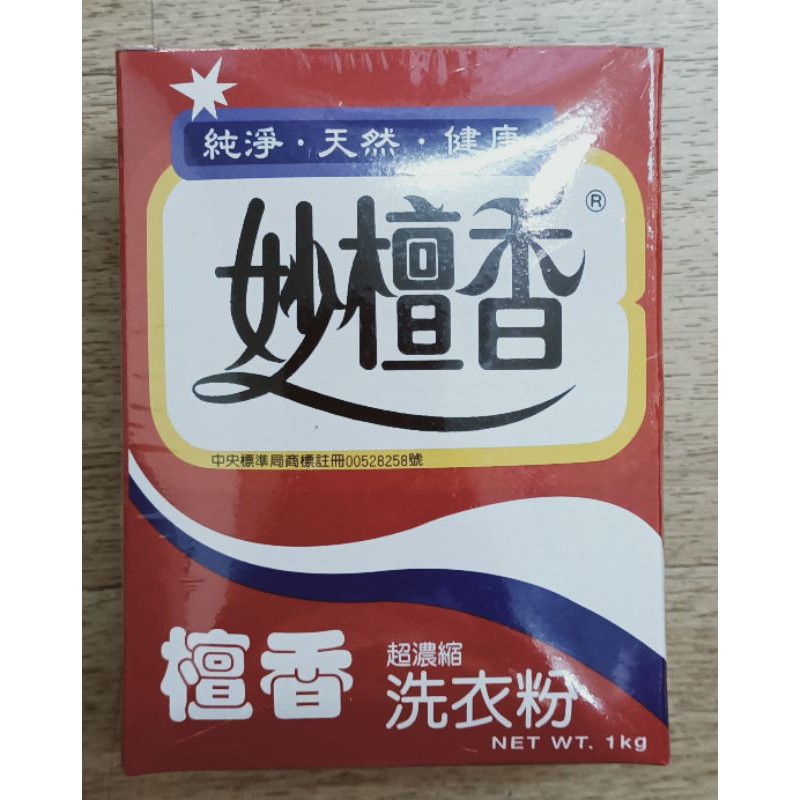 純淨·天然·健康
妙檀香®
中央標準局商標註冊00528258號
檀香
超濃縮
洗衣粉
NET WT. 1kg